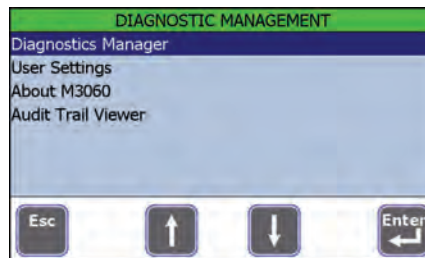 DIAGNOSTIC MANAGEMENT
Diagnostics Manager
User Settings
About M3060
Audit Trail Viewer
Esc
Enter